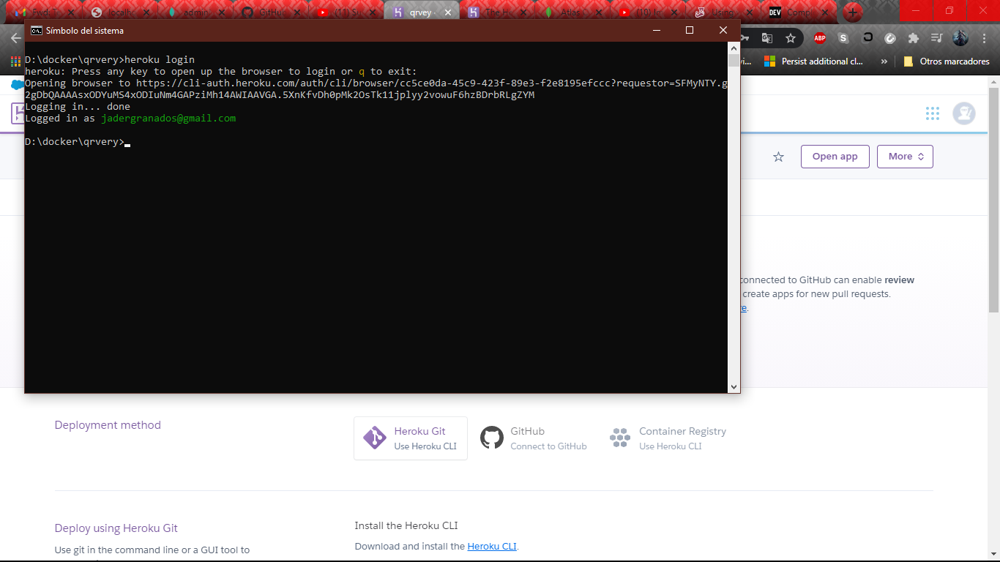 Fwd: T
localh
admin
GitHub
(11) S
qrvey
The He
Atlas
(10) I
Using
DEV Comp
Símbolo del sistema
ABP
vi...
Persist additional cl...
»
Otros marcadores
D:\docker\qrvery>heroku login
heroku: Press any key to open up the browser to login or q to exit:
Opening browser to https://cli-auth.heroku.com/auth/cli/browser/cc5ce0da-45c9-423f-89e3-f2e8195efccc?requestor=SFMyNTY.g
2gDbQAAAAsxODYuMS4xODIuNm4GAPziMh14AWIAAVGA.5XnKfvDh0pMk2OsTk11jplyy2vowuF6hzBDrbRLgZYM
Logging in... done
Logged in as jadergranados@gmail.com
D:\docker\qrvery>
Open app
More
connected to GitHub can enable review
create apps for new pull requests.
re.
Deployment method
Heroku Git
Use Heroku CLI
GitHub
Connect to GitHub
Container Registry
Use Heroku CLI
Deploy using Heroku Git
Use git in the command line or a GUI tool to
Install the Heroku CLI
Download and install the Heroku CLI.